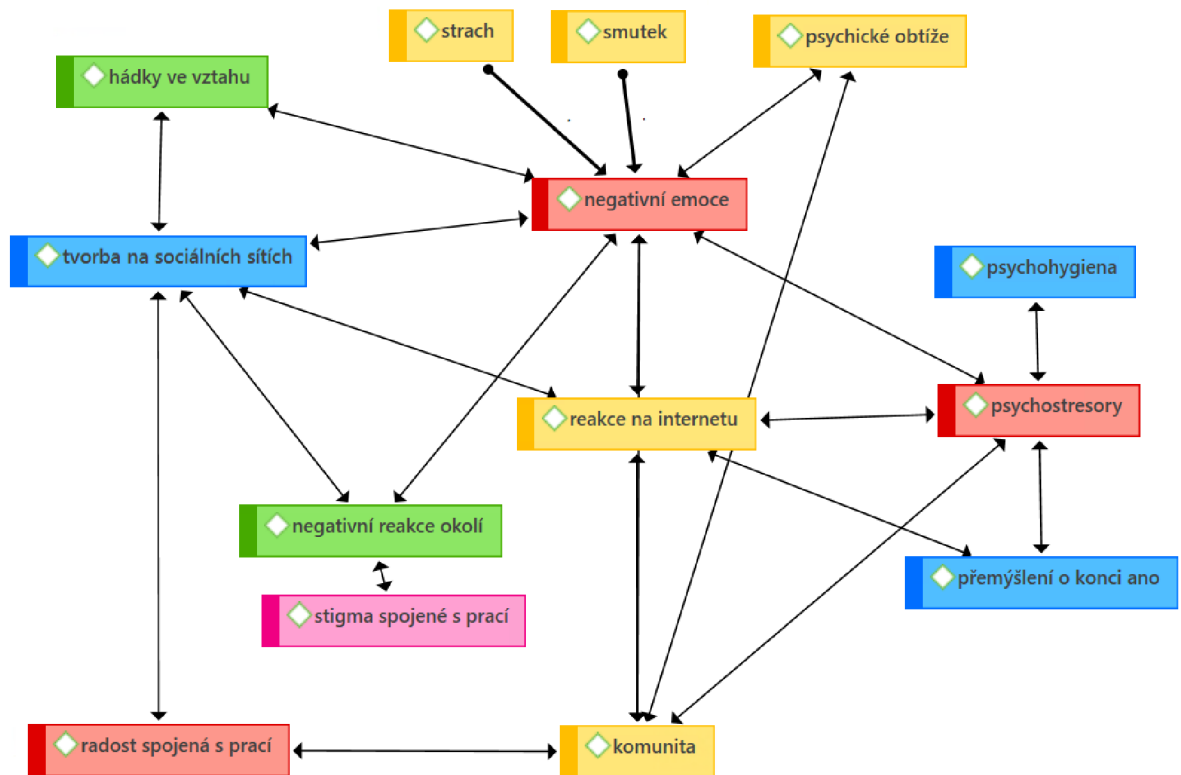 strach
smutek
psychické obtíže
hádky ve vztahu
negativní emoce
tvorba na sociálních sítích
psychohygiena
psychostresory
reakce na internetu
negativní reakce okolí
přemýšlení o konci ano
stigma spojené s prací
radost spojená s prací
komunita